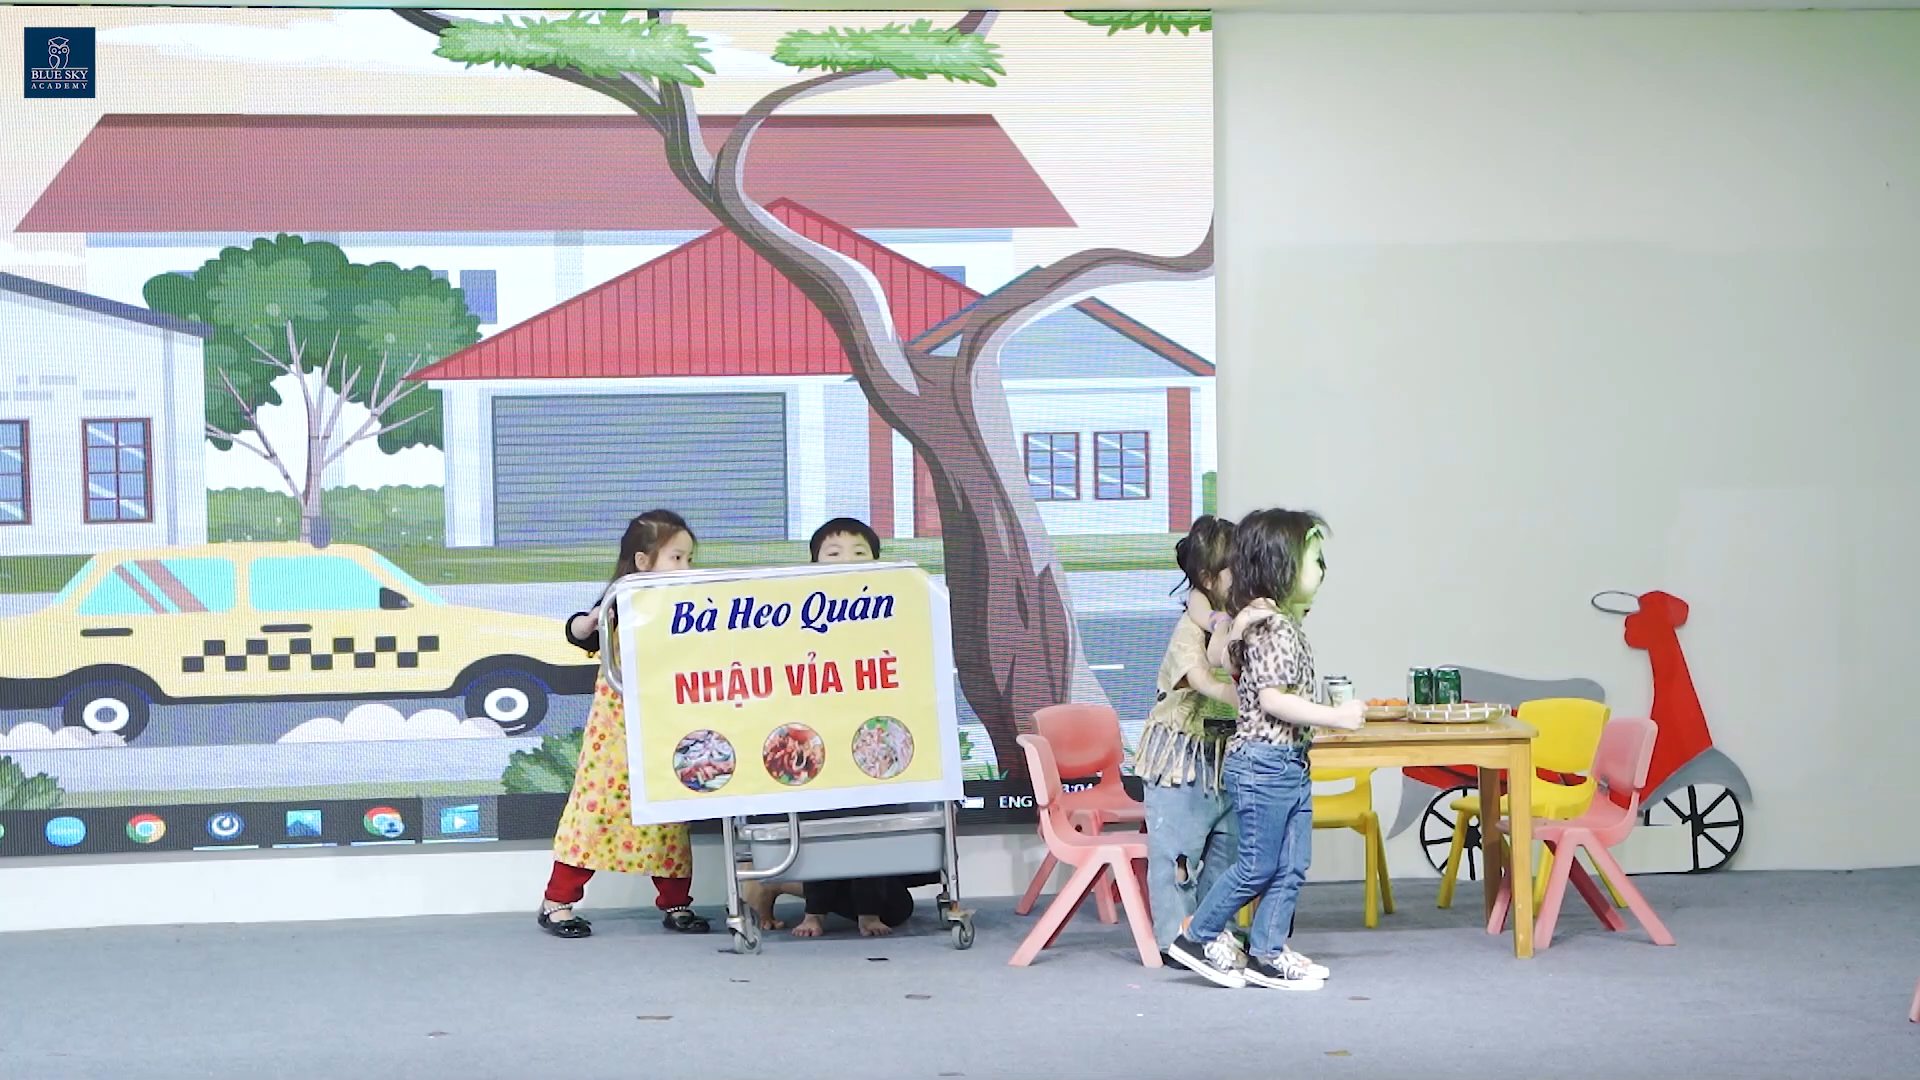 BLUE SKY
ACADEMY
Bà Heo Quán
NHẬU VỈA HÈ
ENG